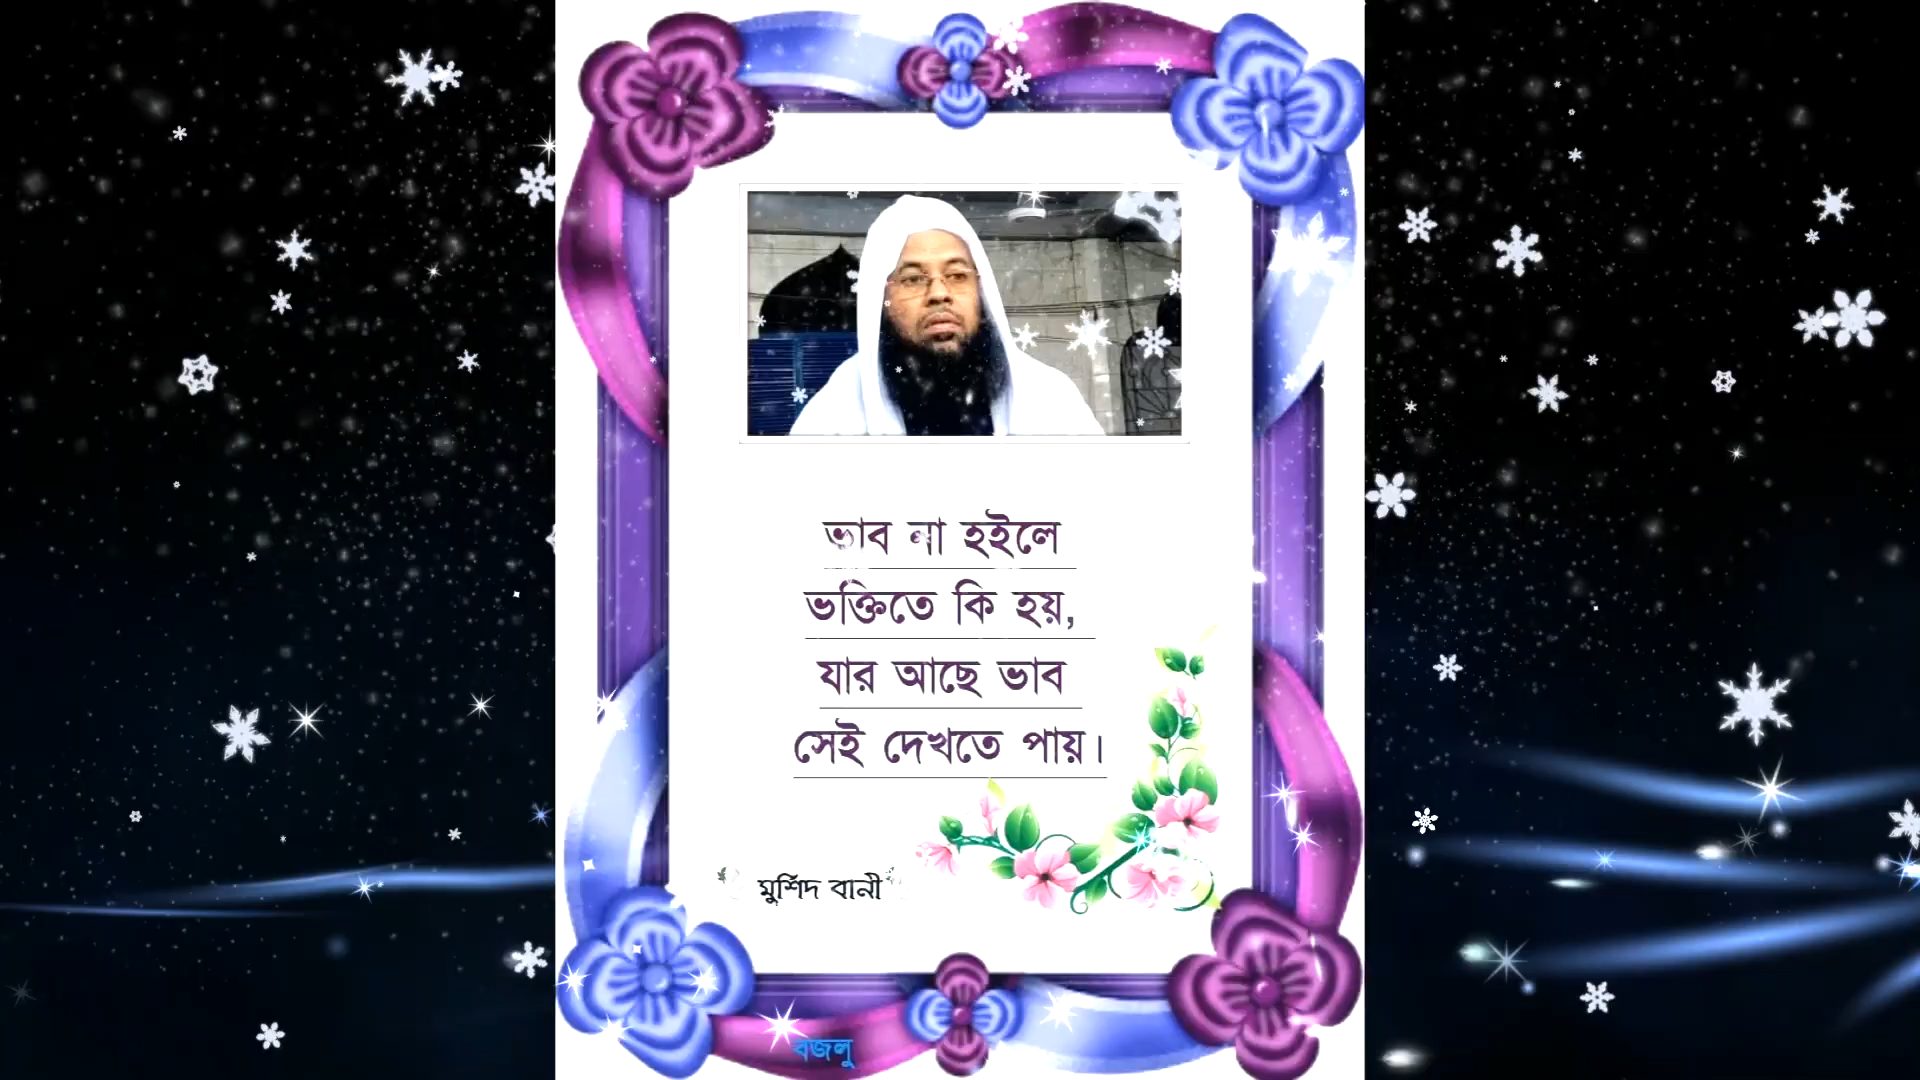 ভাব না হইলে
ভক্তিতে কি হয়,
যার আছে ভাব
সেই দেখতে পায়।
মুর্শিদ বানী
বজলু